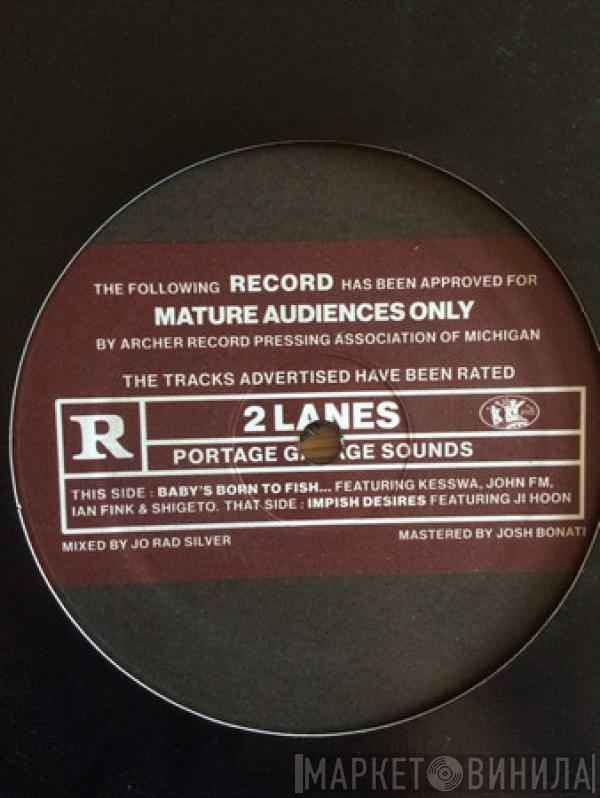 THE FOLLOWING RECORD HAS BEEN APPROVED FOR
MATURE AUDIENCES ONLY
BY ARCHER RECORD PRESSING ASSOCIATION OF MICHIGAN
THE TRACKS ADVERTISED HAVE BEEN RATED
R
2 LANES
PORTAGE G AGE SOUNDS
THIS SIDE : BABY'S BORN TO FISH... FEATURING KESSWA, JOHN FM,
IAN FINK & SHIGETO. THAT SIDE : IMPISH DESIRES FEATURING JI HOON
MIXED BY JO RAD SILVER
MASTERED BY JOSH BONATI
МАРКЕТ ВИНИЛА